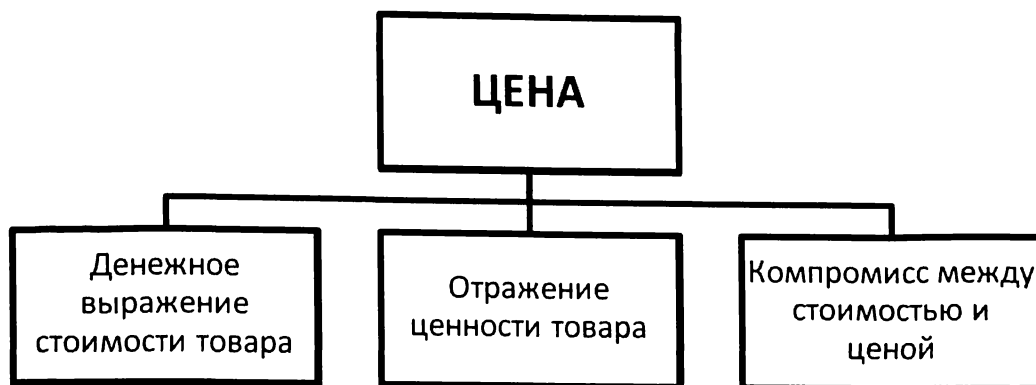 ЦЕНА
Денежное
выражение
стоимости товара
Отражение
ценности товара
Компромисс между
стоимостью и
ценой